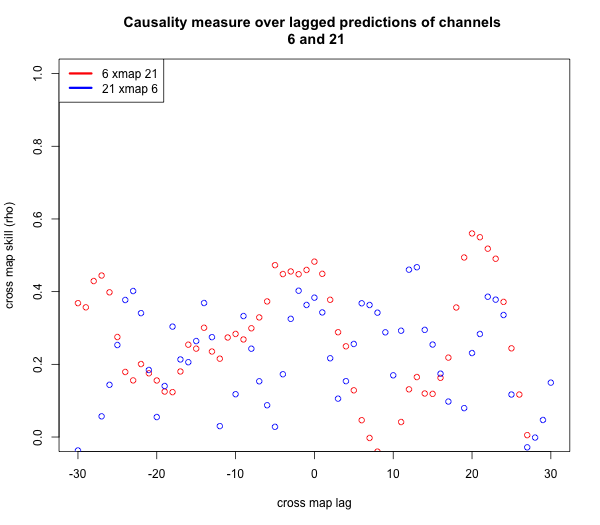 Causality measure over lagged predictions of channels
6 and 21
6 xmap 21
21 xmap 6
cross map skill (rho)
1.0
0.8
0.6
0.4
0.2
0.0
-30
-20
-10
0
10
20
30
cross map lag